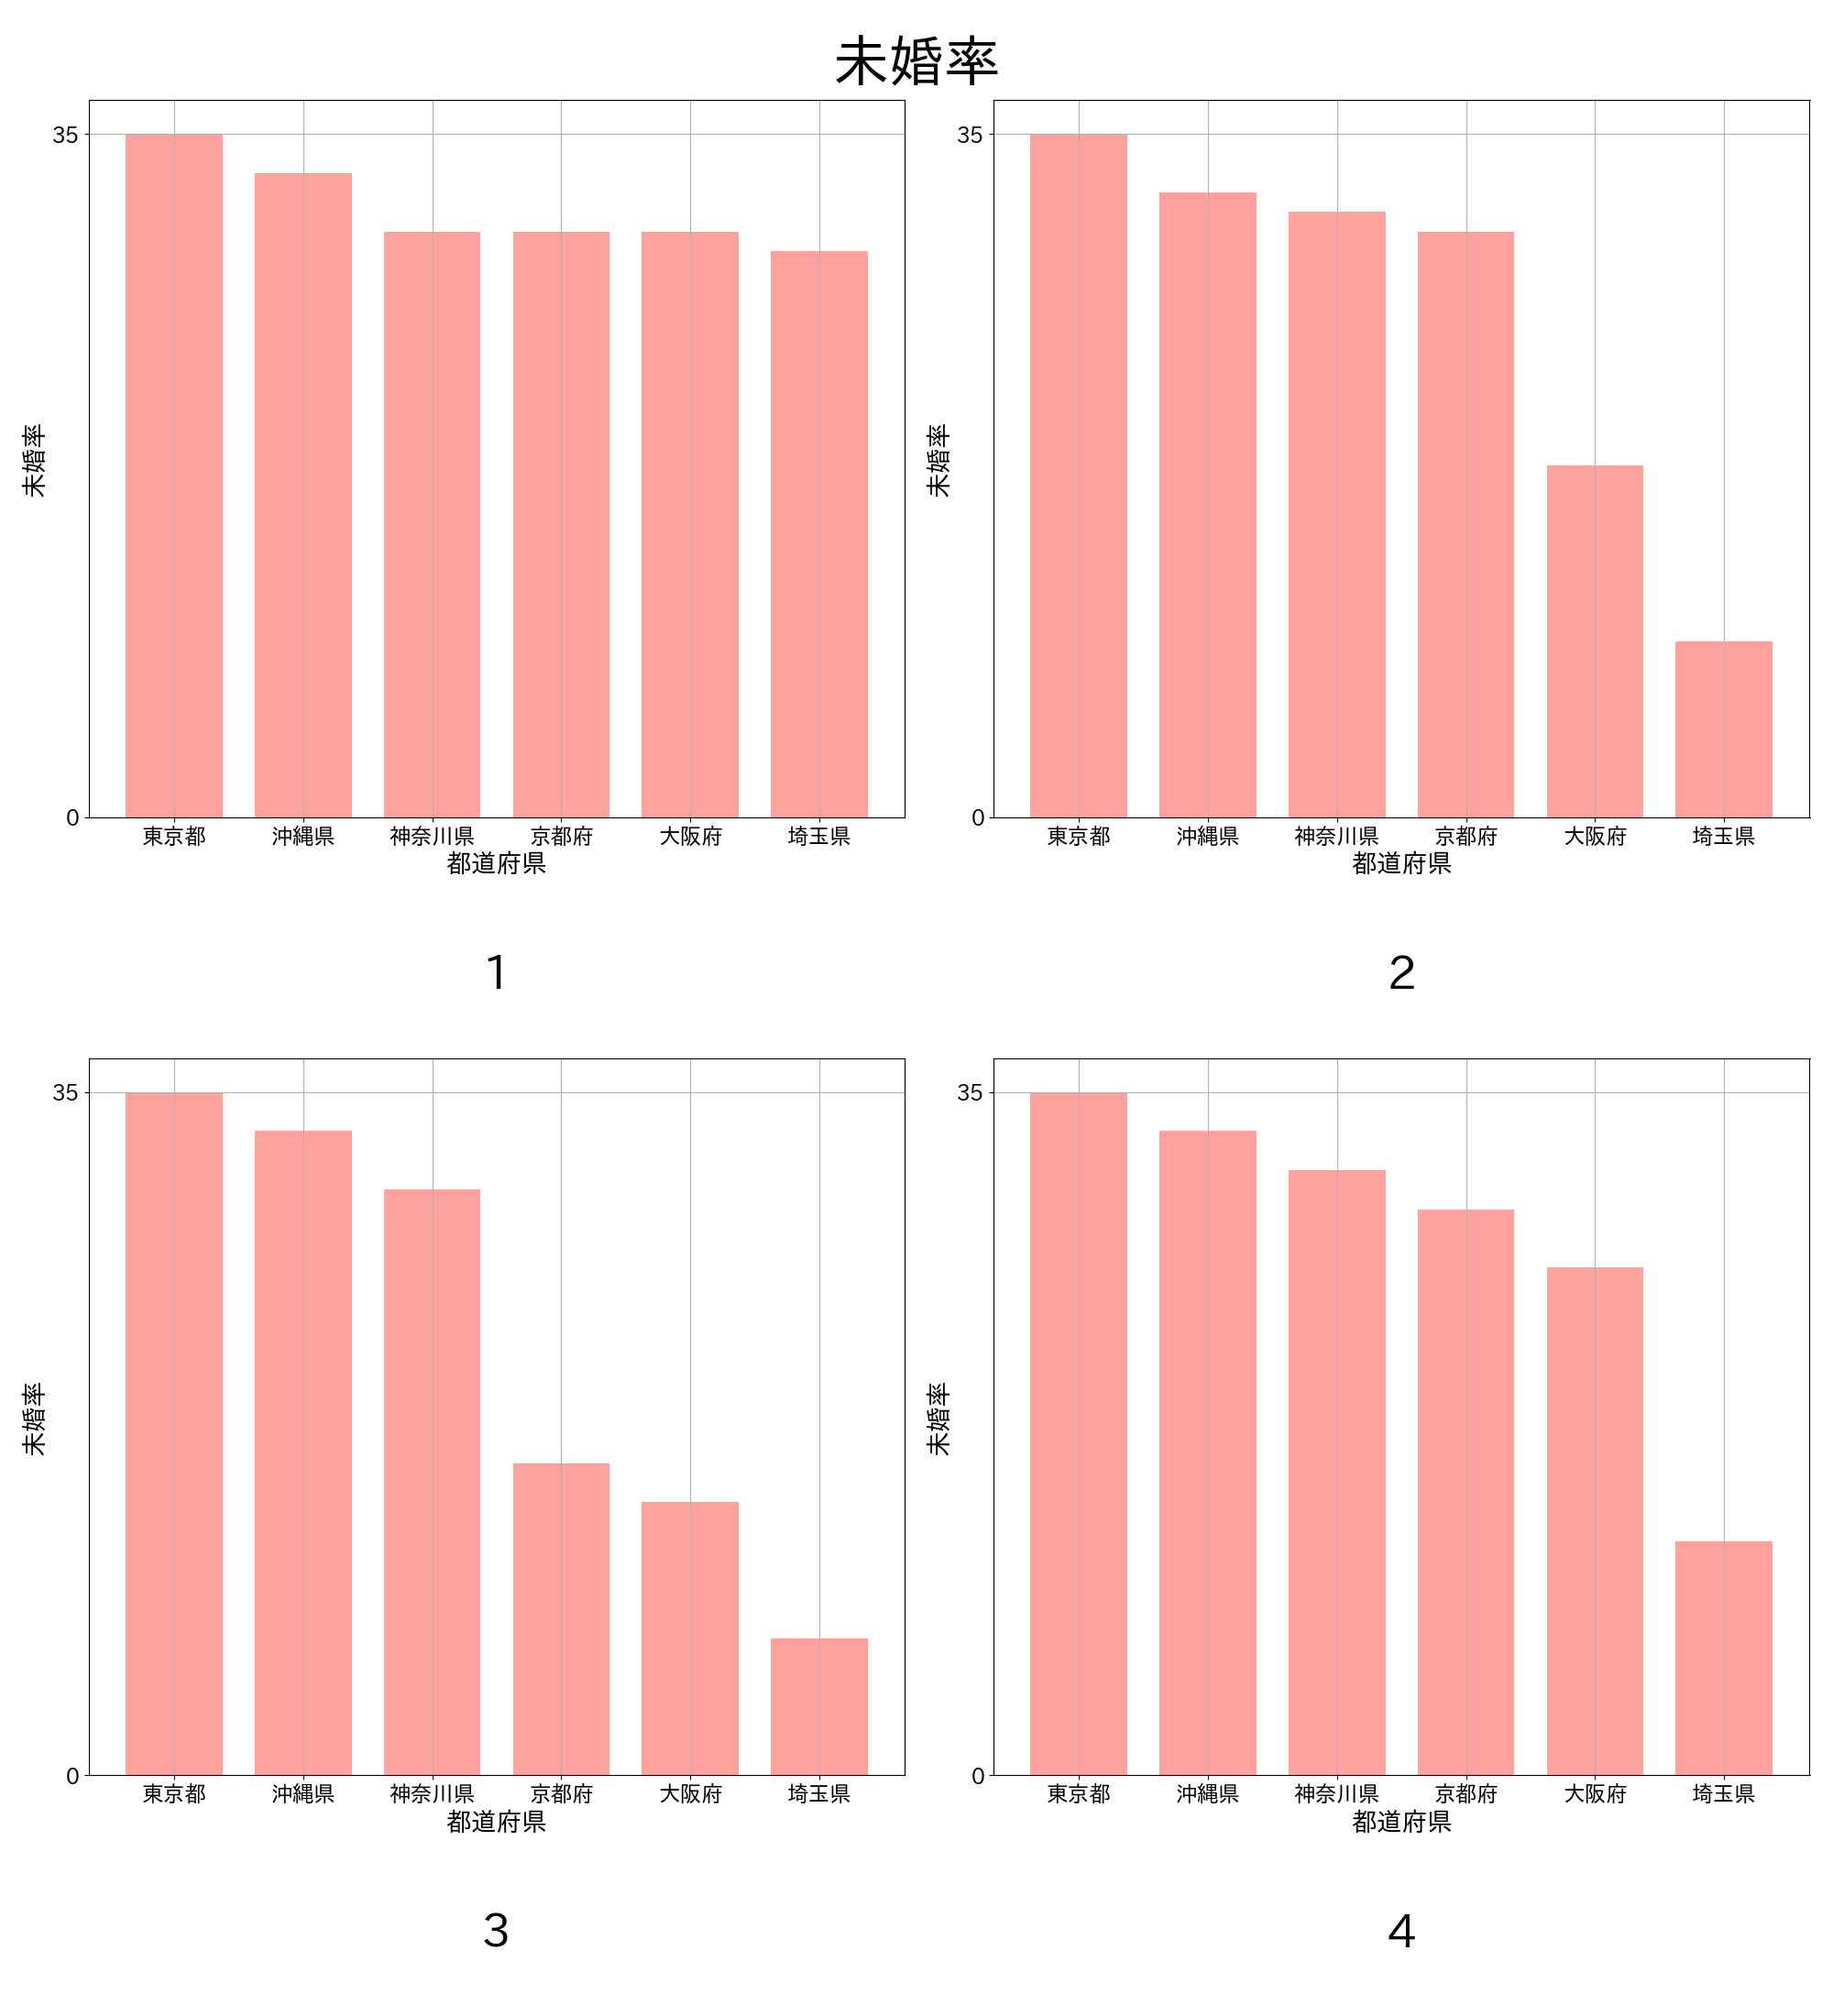 未婚率
35
0
未婚率
東京都 沖縄県 神奈川県 京都府 大阪府 埼玉県
都道府県
1
35
0
未婚率
東京都 沖縄県 神奈川県 京都府 大阪府 埼玉県
都道府県
2
35
0
未婚率
東京都 沖縄県 神奈川県 京都府 大阪府 埼玉県
都道府県
3
35
0
未婚率
東京都 沖縄県 神奈川県 京都府 大阪府 埼玉県
都道府県
4